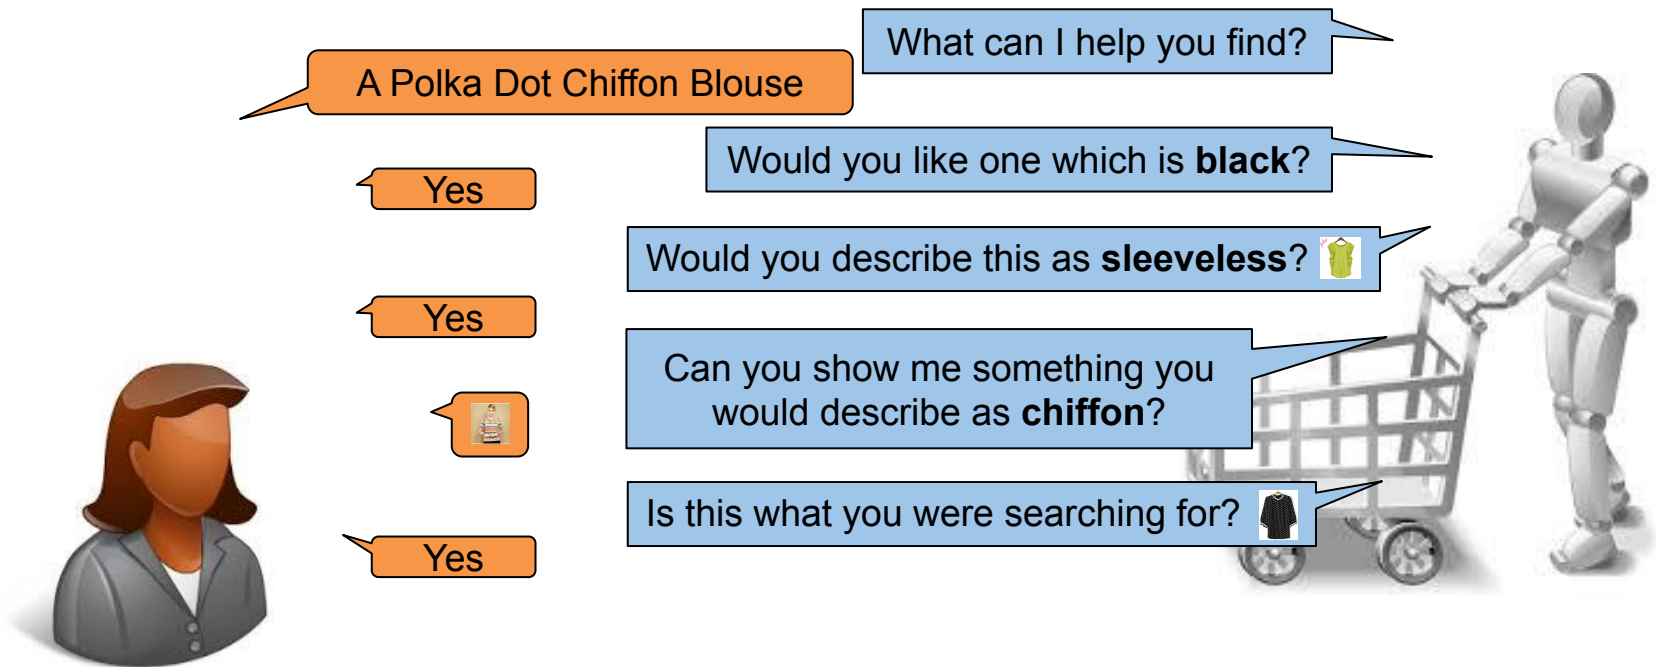 What can I help you find?
A Polka Dot Chiffon Blouse
Would you like one which is black?
Yes
Would you describe this as sleeveless?
Yes
Can you show me something you
would describe as chiffon?
Is this what you were searching for?
Yes